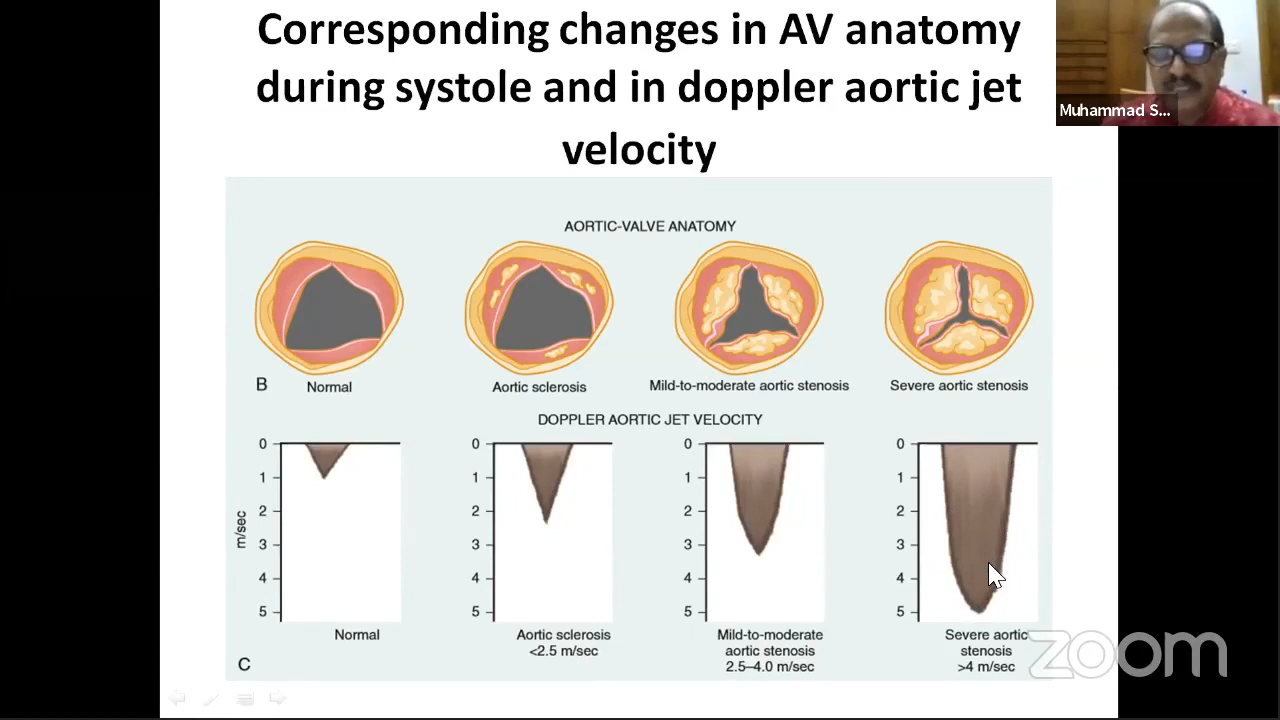 Corresponding changes in AV anatomy
during systole and in doppler aortic jet
velocity
Muhammad S...
AORTIC-VALVE ANATOMY
B
Normal
Aortic sclerosis
Mild-to-moderate aortic stenosis
Severe aortic stenosis
DOPPLER AORTIC JET VELOCITY
m/sec
0
1
2
3
4
5
0
1
2
3
4
5
0
1
2
3
4
5
0
1
2
3
4
5
Normal
Aortic sclerosis
<2.5 m/sec
Mild-to-moderate
aortic stenosis
2.5–4.0 m/sec
Severe aortic
stenosis
>4 m/sec
C
zoom